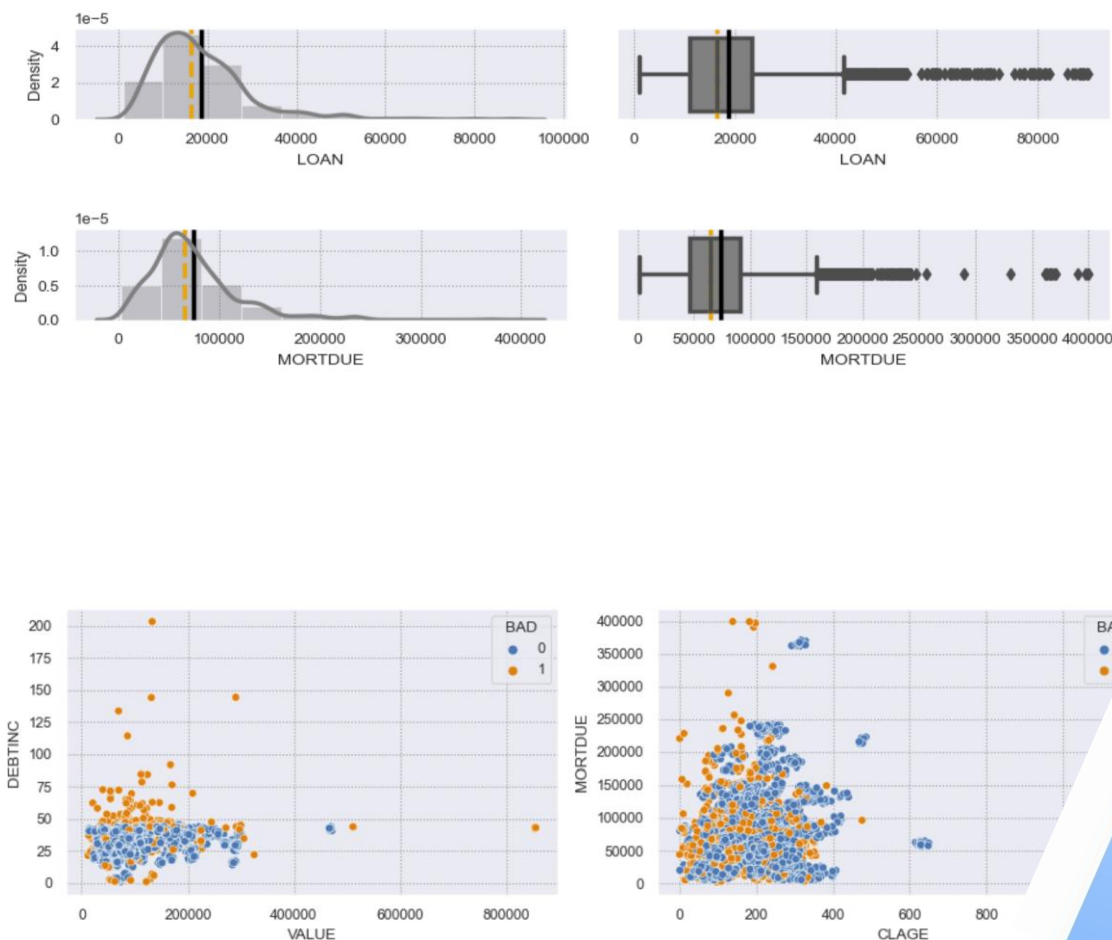 1e−5
4
2
0
Density
0 20000 40000 60000 80000 100000
LOAN
0 20000 40000 60000 80000
LOAN
1e−5
1.0
0.5
0.0
Density
0 100000 200000 300000 400000
MORTDUE
0 50000 100000 150000 200000 250000 300000 350000 400000
MORTDUE
200
175
150
125
100
75
50
25
0
DEBTINC
BAD
0
1
0 200000 400000 600000 800000
VALUE
400000
350000
300000
250000
200000
150000
100000
50000
0
MORTDUE
BA
0 200 400 600 800
CLAGE